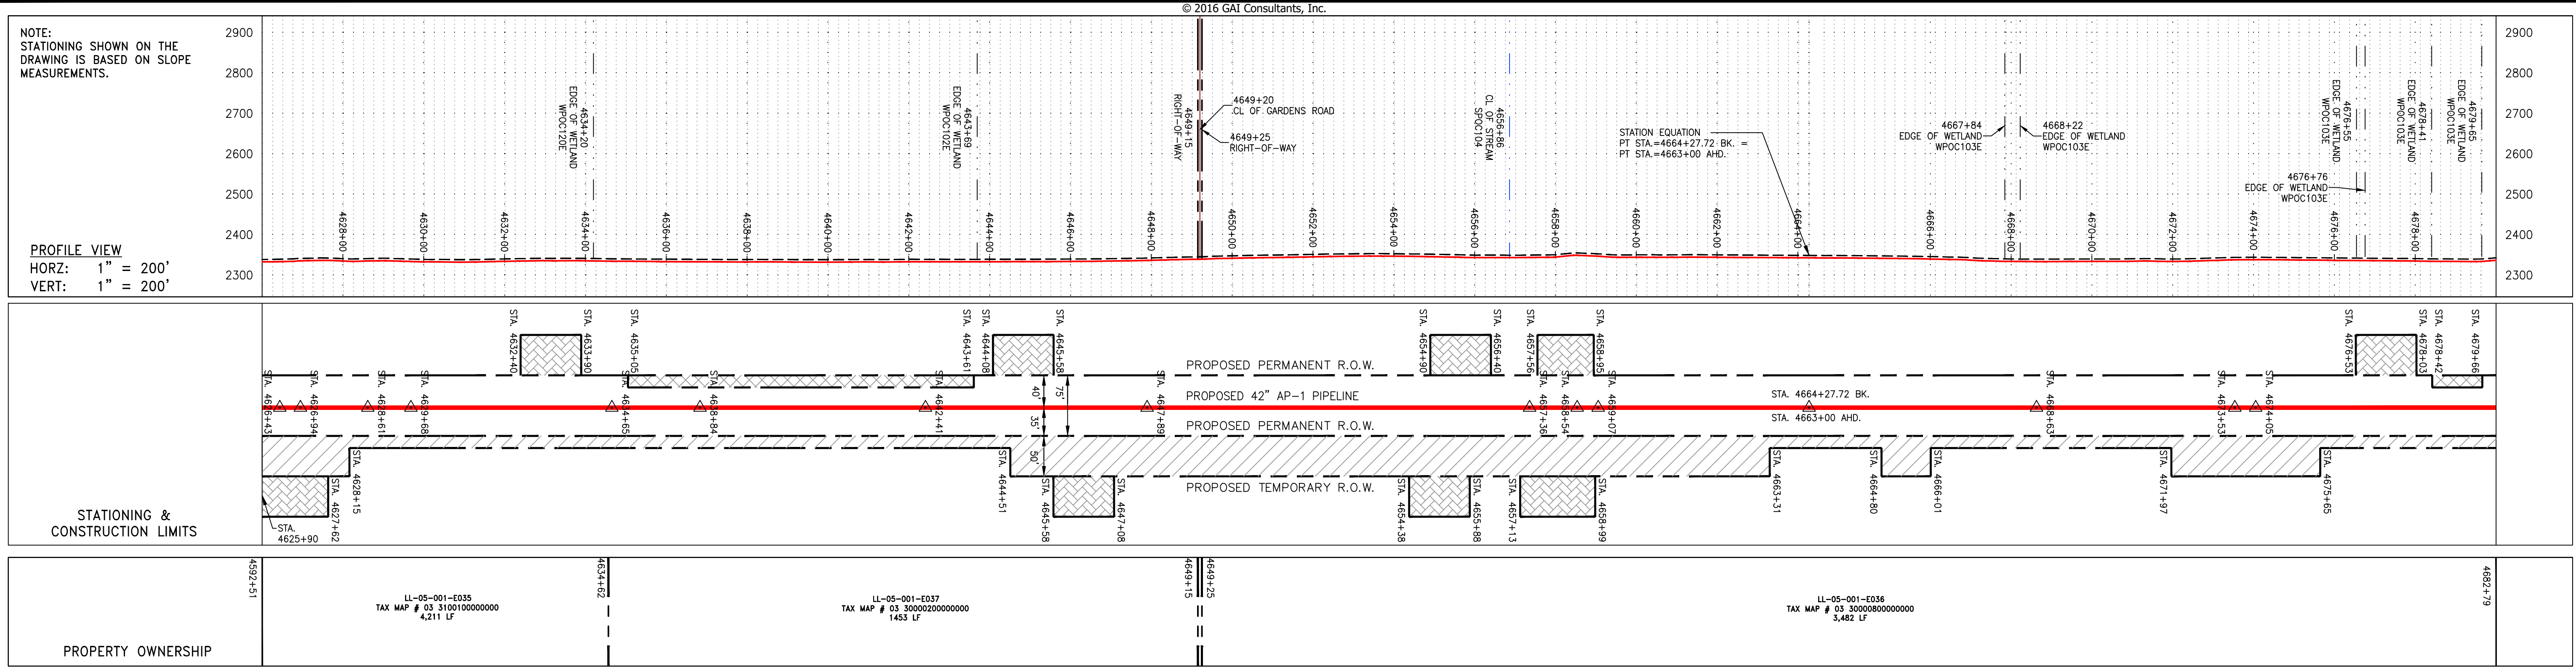 © 2016 GAI Consultants, Inc.
NOTE:
STATIONING SHOWN ON THE
DRAWING IS BASED ON SLOPE
MEASUREMENTS.
2900
2800
2700
2600
2500
2400
2300
PROFILE VIEW
HORZ: 1" = 200'
VERT: 1" = 200'
4634+20
EDGE OF WETLAND
WPOC120E
4643+69
EDGE OF WETLAND
WPOC102E
4649+15
RIGHT-OF-WAY
4649+20
CL OF GARDENS ROAD
4649+25
RIGHT-OF-WAY
4656+86
CL OF STREAM
SPOC104
STATION EQUATION
PT STA.=4664+27.72 BK. =
PT STA.=4663+00 AHD.
4667+84
EDGE OF WETLAND
WPOC103E
4668+22
EDGE OF WETLAND
WPOC103E
4676+55
EDGE OF WETLAND
WPOC103E
4676+76
EDGE OF WETLAND
WPOC103E
4678+41
EDGE OF WETLAND
WPOC103E
4679+65
EDGE OF WETLAND
WPOC103E
4628+00
4630+00
4632+00
4634+00
4636+00
4638+00
4640+00
4642+00
4644+00
4646+00
4648+00
4650+00
4652+00
4654+00
4656+00
4658+00
4660+00
4662+00
4664+00
4666+00
4668+00
4670+00
4672+00
4674+00
4676+00
4678+00
2900
2800
2700
2600
2500
2400
2300
STA. 4632+40
STA. 4633+90
STA. 4635+05
STA. 4643+61
STA. 4644+08
STA. 4645+58
STA. 4654+90
STA. 4656+40
STA. 4657+56
STA. 4658+95
STA. 4676+53
STA. 4678+03
STA. 4678+42
STA. 4679+66
PROPOSED PERMANENT R.O.W.
PROPOSED 42" AP-1 PIPELINE
PROPOSED PERMANENT R.O.W.
PROPOSED TEMPORARY R.O.W.
40'
75'
35'
50'
STA. 4664+27.72 BK.
STA. 4663+00 AHD.
STA. 4626+43
STA. 4626+94
STA. 4628+61
STA. 4629+68
STA. 4634+65
STA. 4638+84
STA. 4642+41
STA. 4647+89
STA. 4657+36
STA. 4658+54
STA. 4659+07
STA. 4668+63
STA. 4673+53
STA. 4674+05
STA.
4625+90
STA. 4627+62
STA. 4628+15
STA. 4644+51
STA. 4645+58
STA. 4647+08
STA. 4654+38
STA. 4655+88
STA. 4657+13
STA. 4658+99
STA. 4663+31
STA. 4664+80
STA. 4666+01
STA. 4671+97
STA. 4675+65
STATIONING &
CONSTRUCTION LIMITS
PROPERTY OWNERSHIP
4592+51
LL-05-001-E035
TAX MAP # 03 3100100000000
4,211 LF
4634+62
LL-05-001-E037
TAX MAP # 03 30000200000000
1453 LF
4649+15
4649+25
LL-05-001-E036
TAX MAP # 03 30000800000000
3,482 LF
4682+79